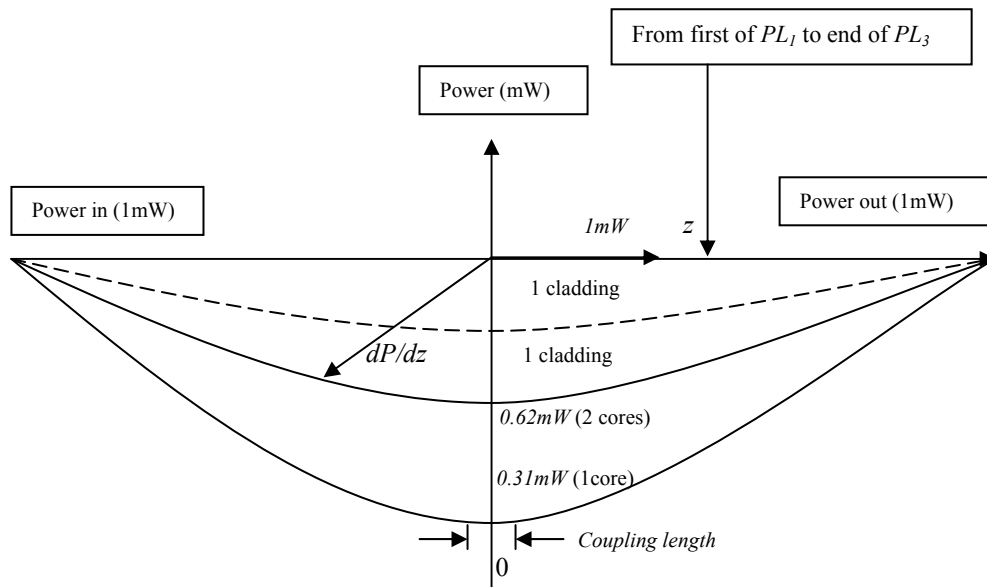 From first of PL1 to end of PL3
Power (mW)
Power in (1mW)
Power out (1mW)
1mW
z
1 cladding
dP/dz
1 cladding
0.62mW (2 cores)
0.31mW (1core)
Coupling length
0